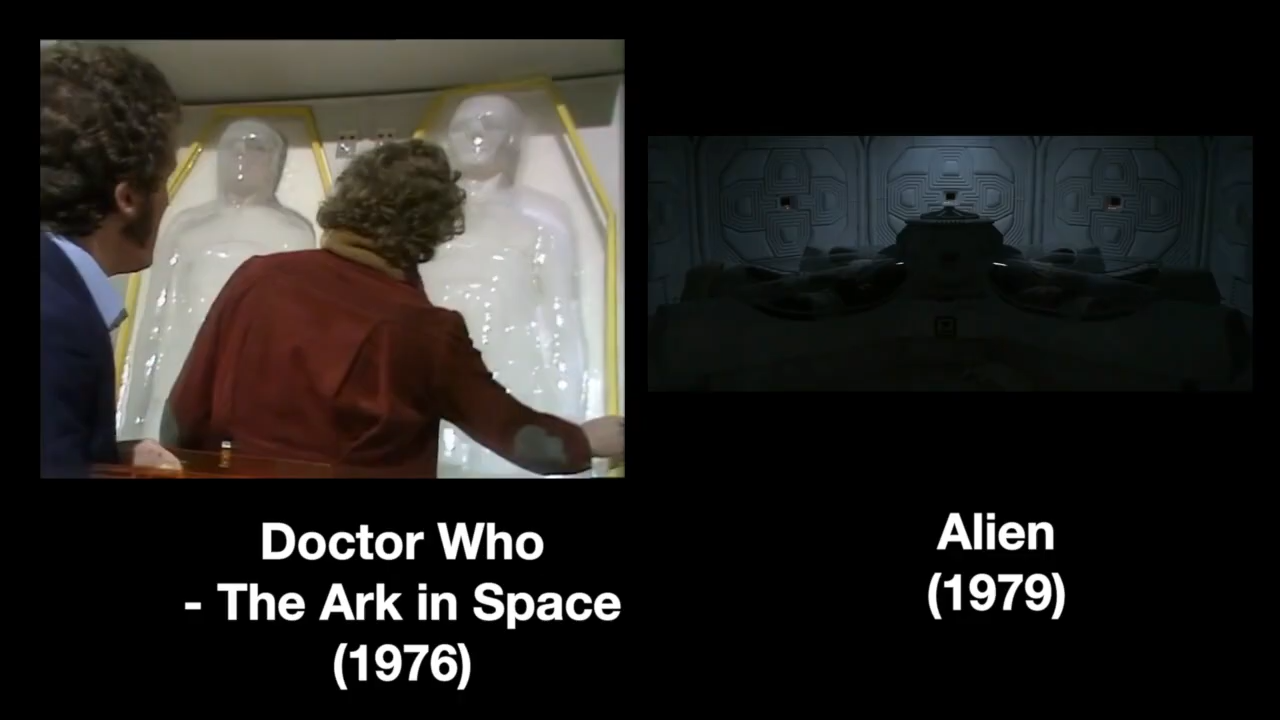 Doctor Who
- The Ark in Space
(1976)
Alien
(1979)